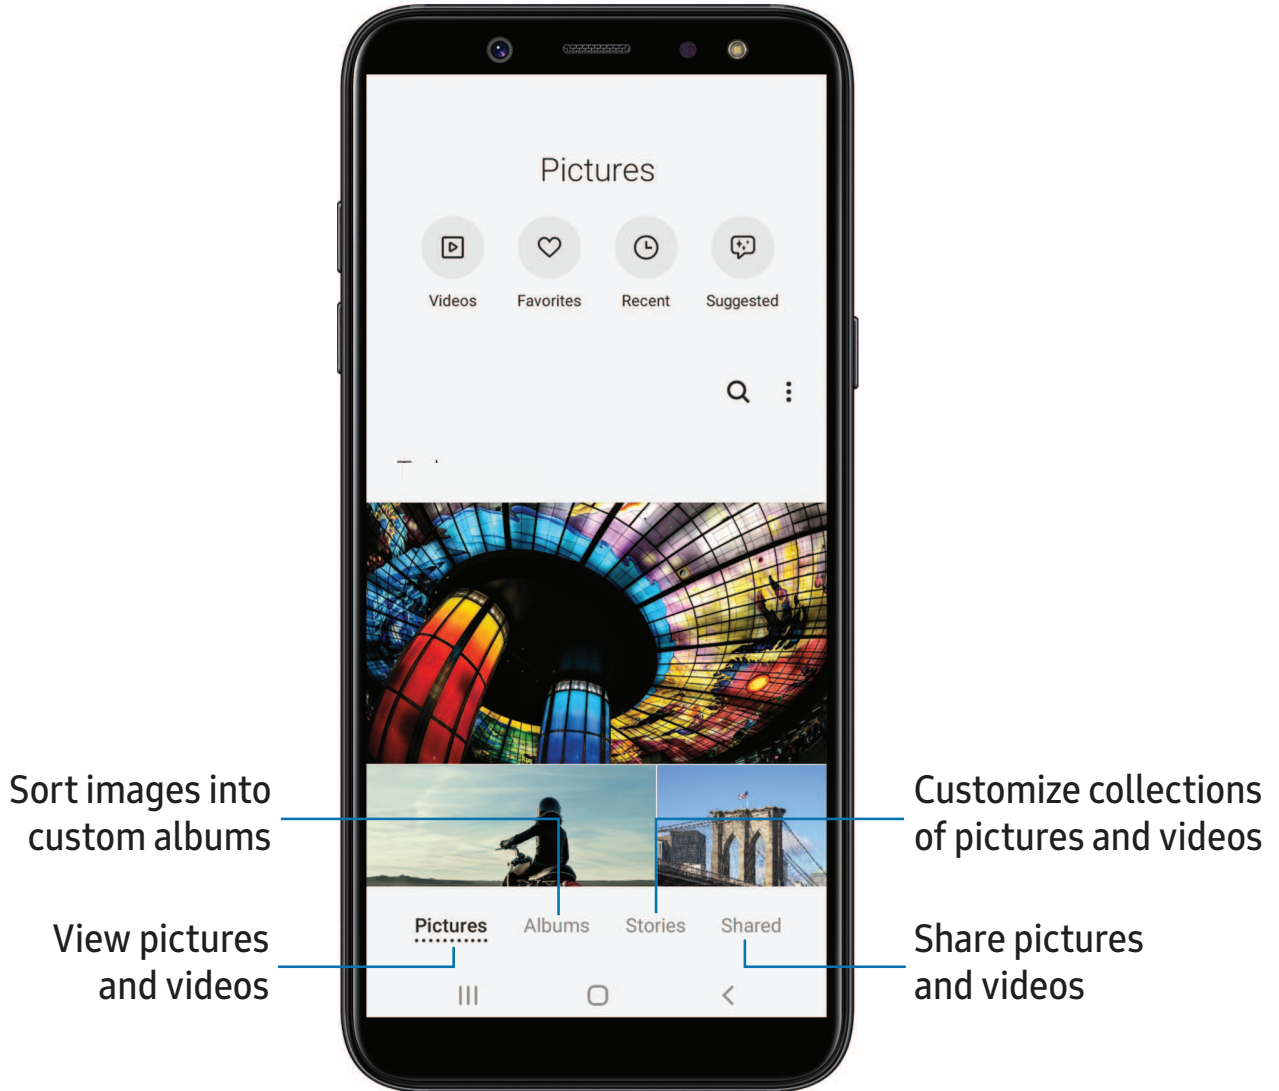 Pictures
Videos Favorites Recent Suggested
Sort images into
custom albums
Customize collections
of pictures and videos
Pictures Albums Stories Shared
View pictures
and videos
Share pictures
and videos